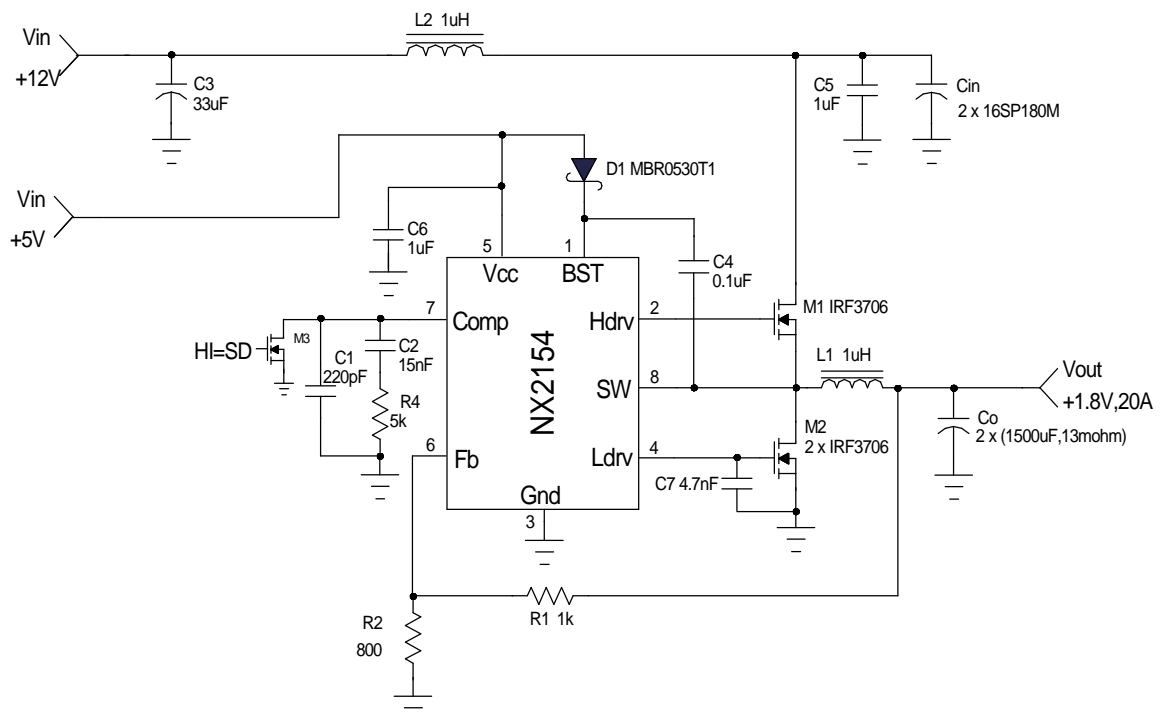 L2 1uH
Vin
+12V
C3
33uF
C5
1uF
Cin
2 x 16SP180M
D1 MBR0530T1
Vin
+5V
C6
1uF
5
1
Vcc
BST
C4
0.1uF
7
Comp
2
Hdrv
M1 IRF3706
M3
HI=SD
C2
15nF
C1
220pF
R4
5k
NX2154
SW
8
L1 1uH
Vout
+1.8V,20A
Co
2 x (1500uF,13mohm)
M2
2 x IRF3706
6
Fb
Ldrv
4
C7 4.7nF
Gnd
3
R1 1k
R2
800